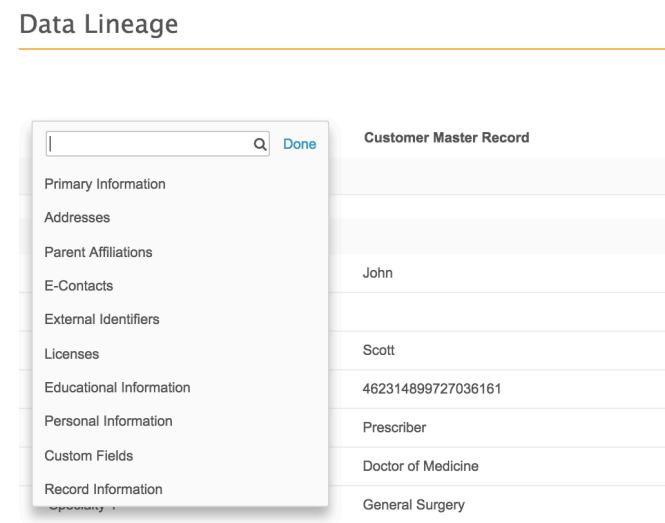 Data Lineage
Done
Customer Master Record
Primary Information
Addresses
Parent Affiliations
John
E-Contacts
External Identifiers
Licenses
Scott
Educational Information
462314899727036161
Personal Information
Prescriber
Custom Fields
Doctor of Medicine
Record Information
General Surgery